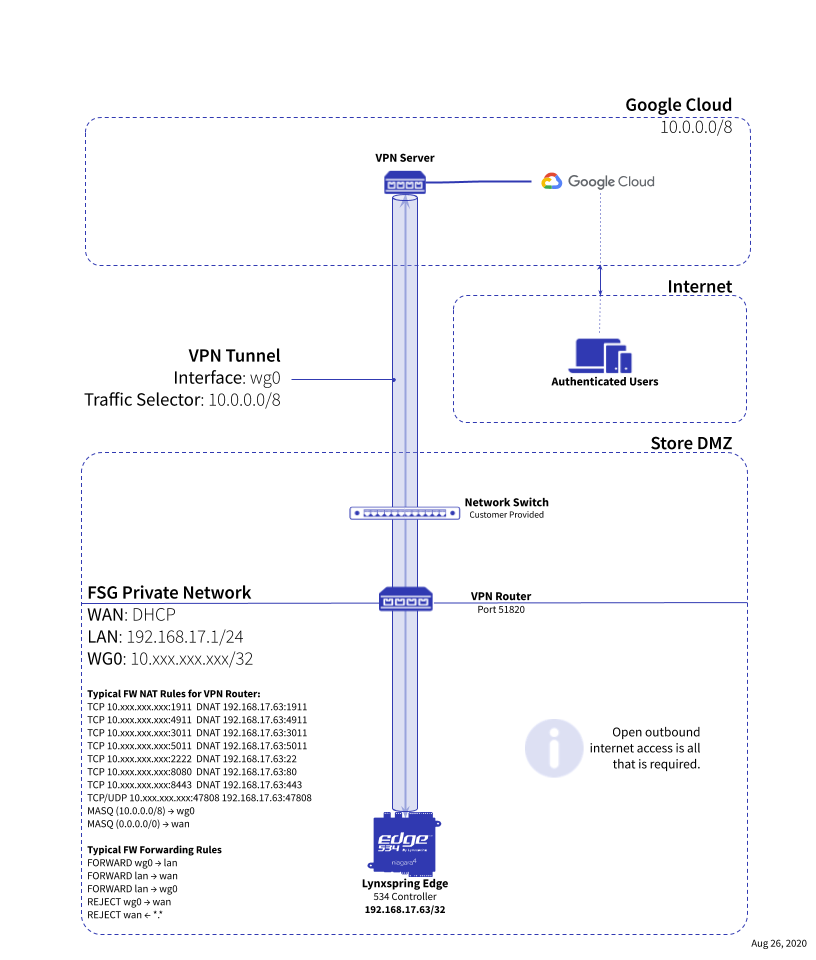 Google Cloud
10.0.0.0/8
VPN Server
Google Cloud
Internet
Authenticated Users
VPN Tunnel
Interface: wg0
Traffic Selector: 10.0.0.0/8
Store DMZ
Network Switch
Customer Provided
VPN Router
Port 51820
FSG Private Network
WAN: DHCP
LAN: 192.168.17.1/24
WG0: 10.xxx.xxx.xxx/32
Typical FW NAT Rules for VPN Router:
TCP 10.xxx.xxx.xxx:1911 DNAT 192.168.17.63:1911
TCP 10.xxx.xxx.xxx:4911 DNAT 192.168.17.63:4911
TCP 10.xxx.xxx.xxx:3011 DNAT 192.168.17.63:3011
TCP 10.xxx.xxx.xxx:5011 DNAT 192.168.17.63:5011
TCP 10.xxx.xxx.xxx:2222 DNAT 192.168.17.63:22
TCP 10.xxx.xxx.xxx:8080 DNAT 192.168.17.63:80
TCP 10.xxx.xxx.xxx:8443 DNAT 192.168.17.63:443
TCP/UDP 10.xxx.xxx.xxx:47808 192.168.17.63:47808
MASQ (10.0.0.0/8) → wg0
MASQ (0.0.0.0/0) → wan
Typical FW Forwarding Rules
FORWARD wg0 → lan
FORWARD lan → wan
FORWARD lan → wg0
REJECT wg0 → wan
REJECT wan ← *.*
Open outbound
internet access is all
that is required.
edge
534 By Lynxspring
niagara4
Lynxspring Edge
534 Controller
192.168.17.63/32
Aug 26, 2020